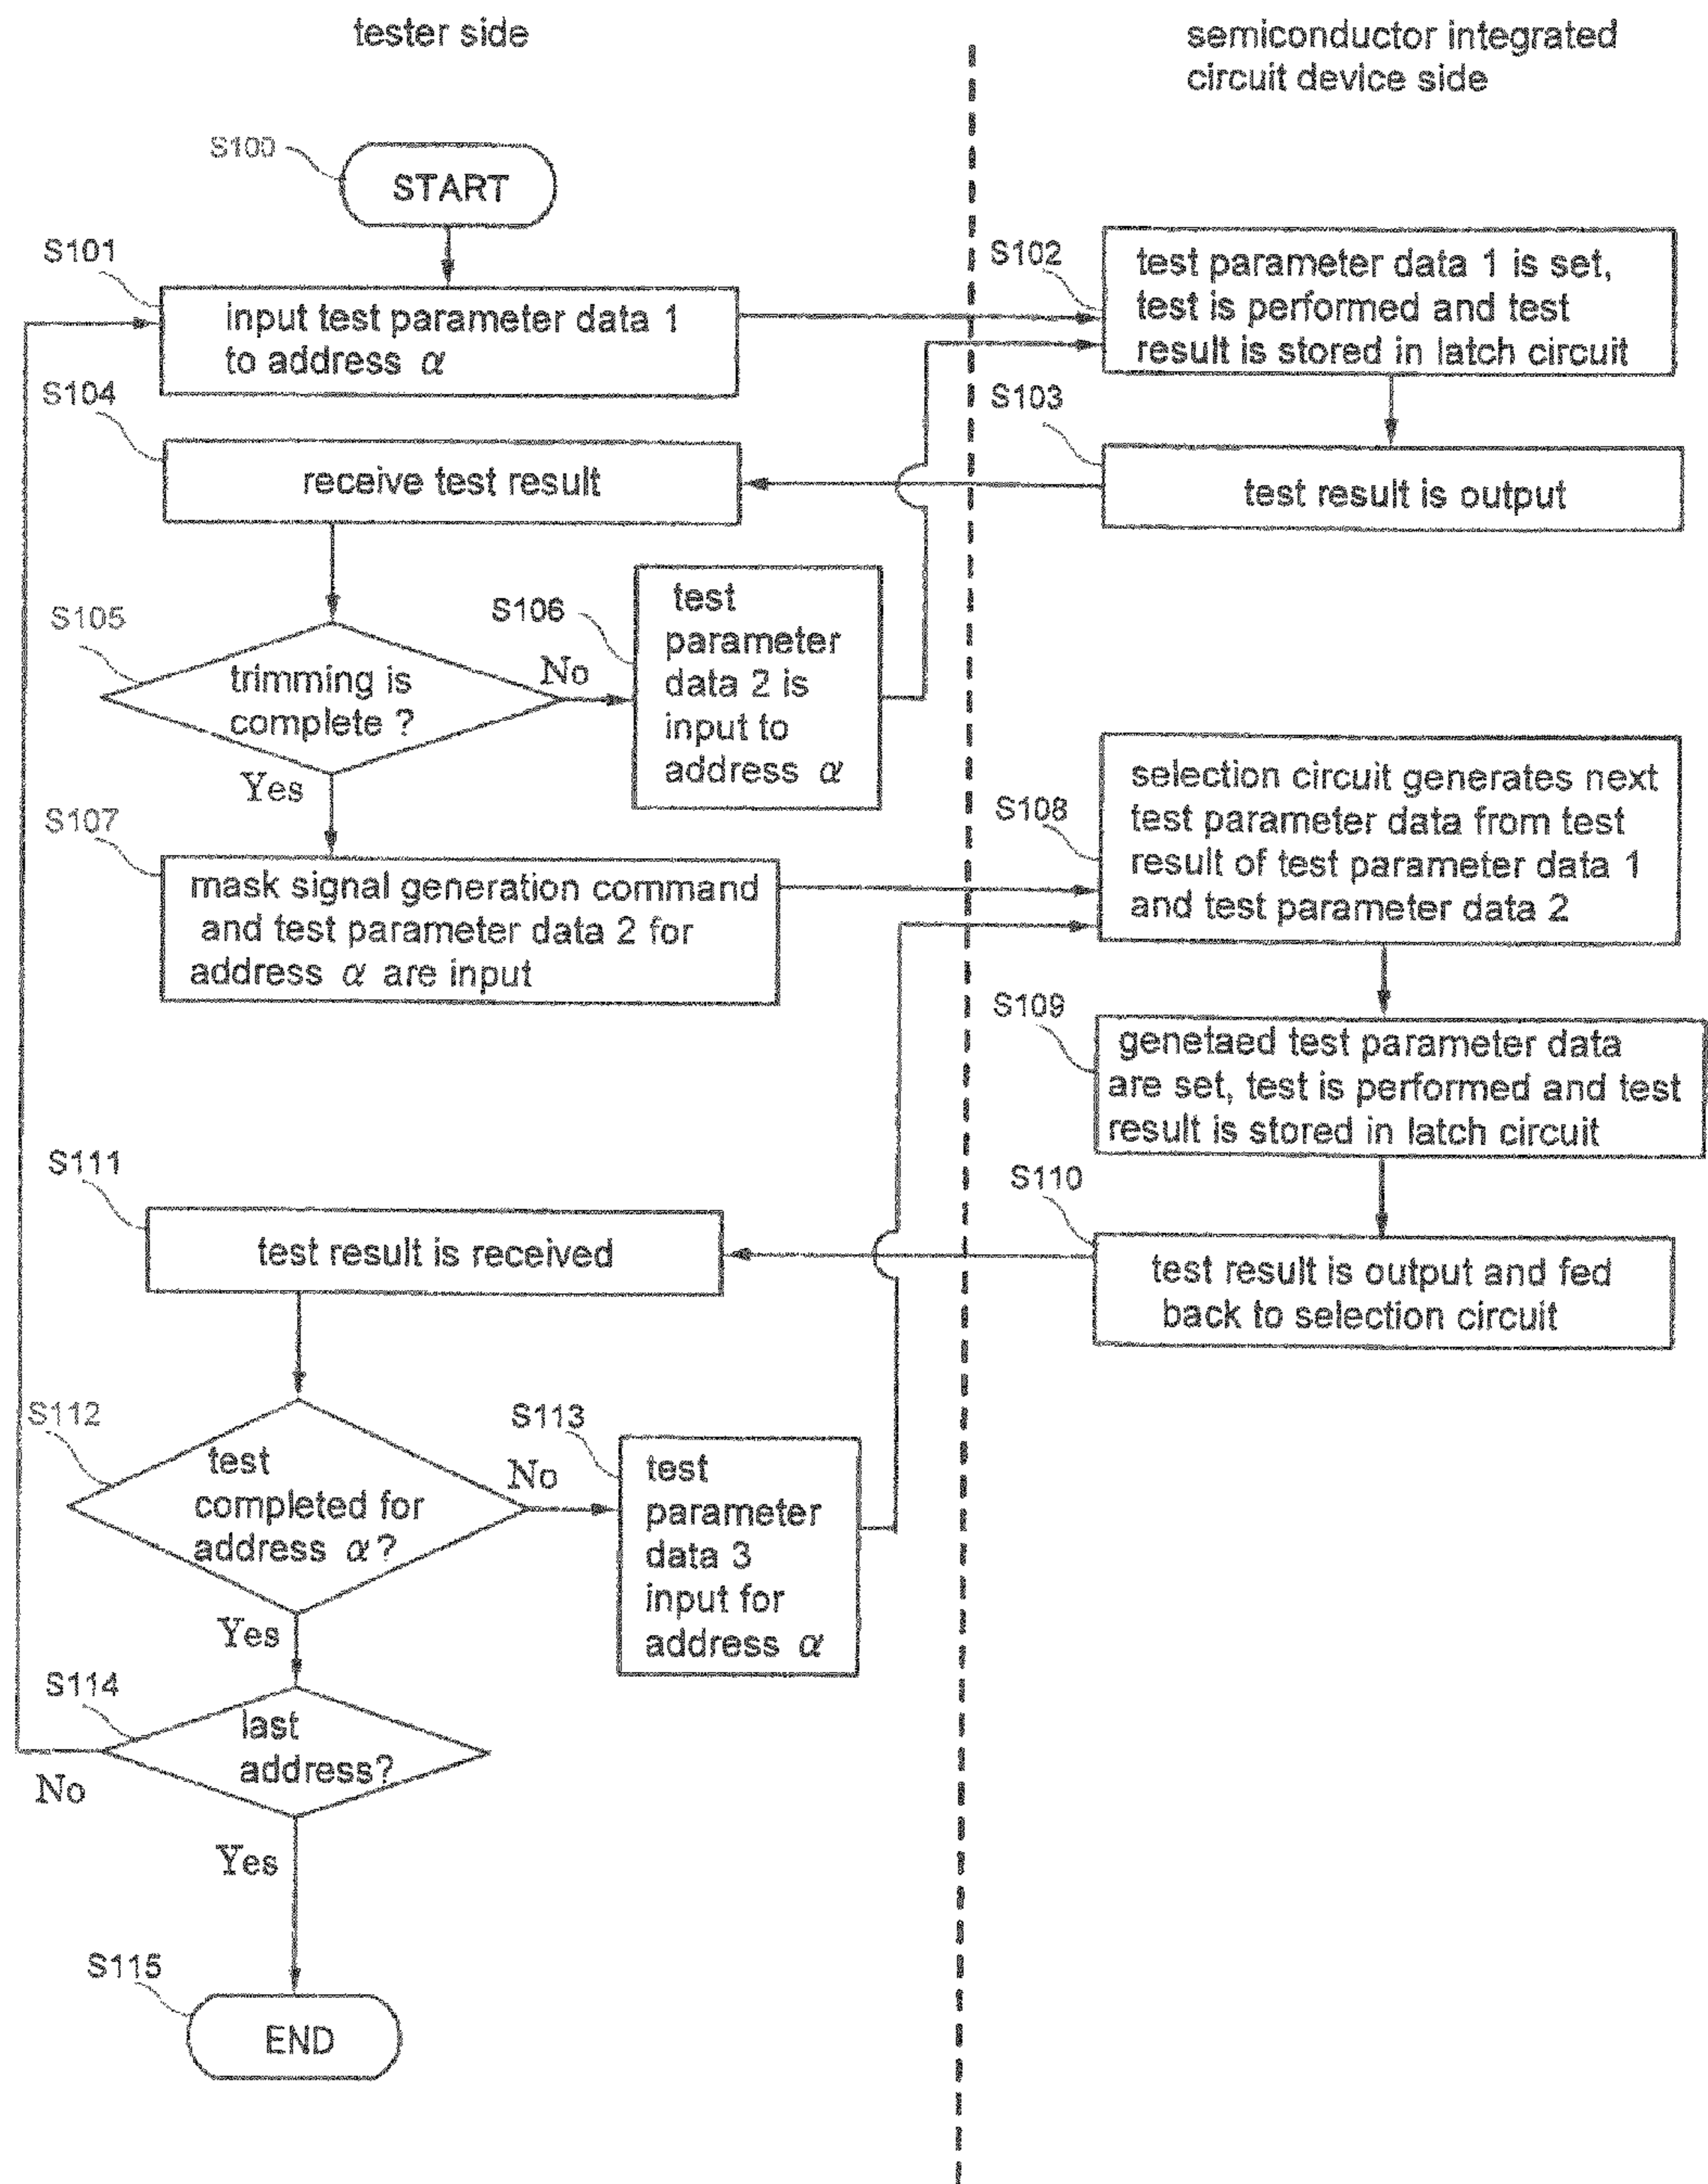 tester side
semiconductor integrated
circuit device side
S100
START
S101
input test parameter data 1
to address α
S102
test parameter data 1 is set,
test is performed and test
result is stored in latch circuit
S104
receive test result
S103
test result is output
S105
trimming is
complete ?
No
Yes
S106
test
parameter
data 2 is
input to
address α
S107
mask signal generation command
and test parameter data 2 for
address α are input
S108
selection circuit generates next
test parameter data from test
result of test parameter data 1
and test parameter data 2
S109
genetaed test parameter data
are set, test is performed and test
result is stored in latch circuit
S110
test result is output and fed
back to selection circuit
S111
test result is received
S112
test
completed for
address α?
No
Yes
S113
test
parameter
data 3
input for
address α
S114
last
address?
No
Yes
S115
END